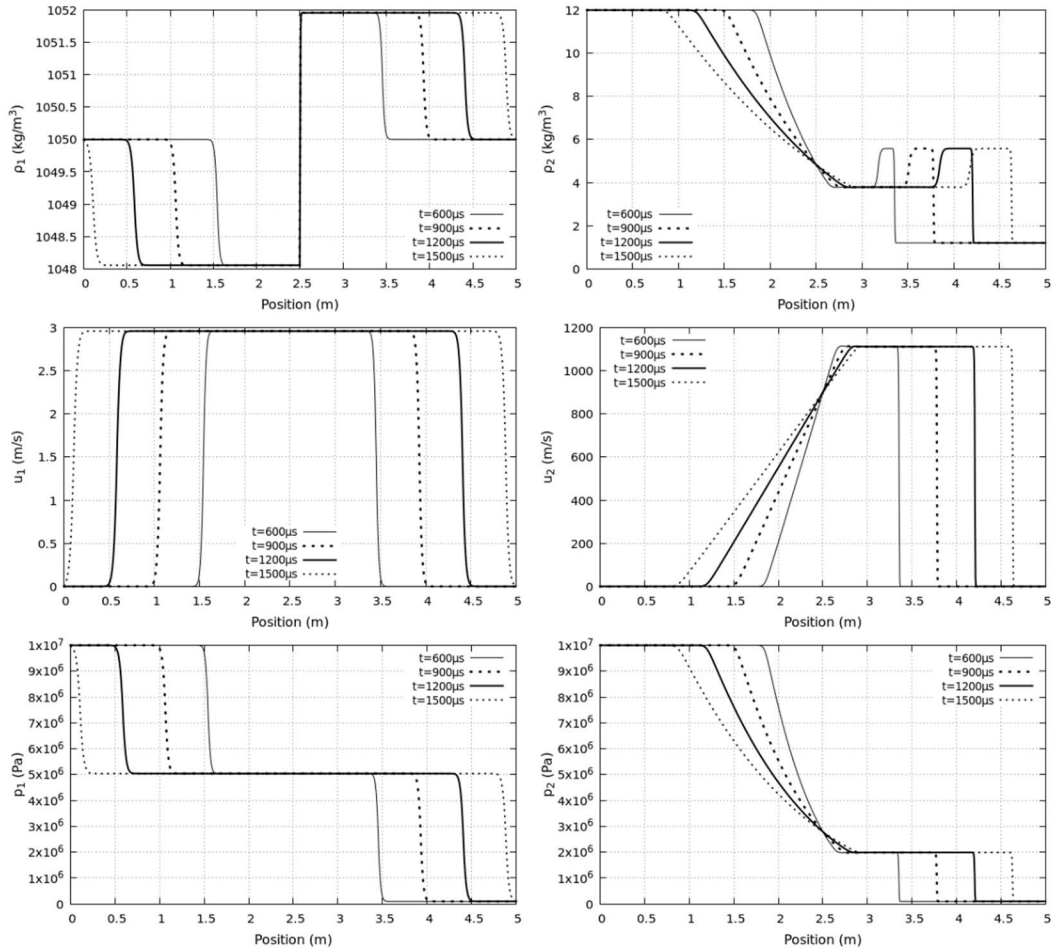 1052
1051.5
1051
1050.5
1050
1049.5
1049
1048.5
1048
ρ₁ (kg/m³)
t=600μs
t=900μs
t=1200μs
t=1500μs
0 0.5 1 1.5 2 2.5 3 3.5 4 4.5 5
Position (m)
12
10
8
6
4
2
0
ρ₂ (kg/m³)
t=600μs
t=900μs
t=1200μs
t=1500μs
0 0.5 1 1.5 2 2.5 3 3.5 4 4.5 5
Position (m)
3
2.5
2
1.5
1
0.5
0
u₁ (m/s)
t=600μs
t=900μs
t=1200μs
t=1500μs
0 0.5 1 1.5 2 2.5 3 3.5 4 4.5 5
Position (m)
1200
1000
800
600
400
200
0
u₂ (m/s)
t=600μs
t=900μs
t=1200μs
t=1500μs
0 0.5 1 1.5 2 2.5 3 3.5 4 4.5 5
Position (m)
1x10⁷
9x10⁶
8x10⁶
7x10⁶
6x10⁶
5x10⁶
4x10⁶
3x10⁶
2x10⁶
1x10⁶
0
p₁ (Pa)
t=600μs
t=900μs
t=1200μs
t=1500μs
0 0.5 1 1.5 2 2.5 3 3.5 4 4.5 5
Position (m)
1x10⁷
9x10⁶
8x10⁶
7x10⁶
6x10⁶
5x10⁶
4x10⁶
3x10⁶
2x10⁶
1x10⁶
0
p₂ (Pa)
t=600μs
t=900μs
t=1200μs
t=1500μs
0 0.5 1 1.5 2 2.5 3 3.5 4 4.5 5
Position (m)